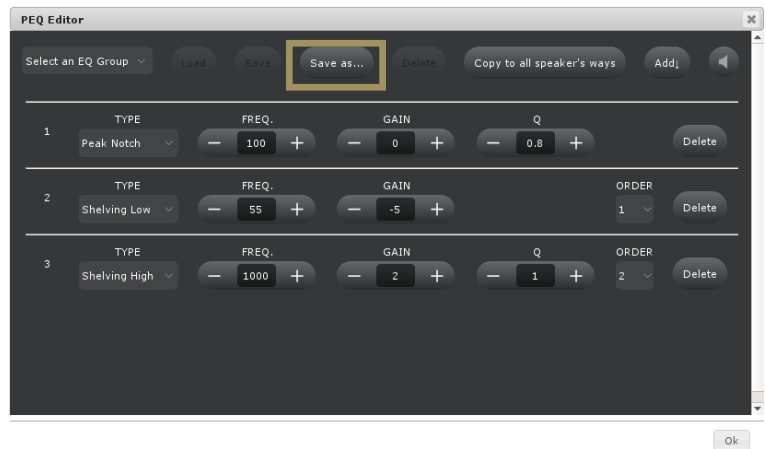 PEQ Editor
Select an EQ Group Load Save Save as... Delete Copy to all speaker's ways Add↓
TYPE FREQ. GAIN Q
1 Peak Notch − 100 + − 0 + − 0.8 + Delete
TYPE FREQ. GAIN ORDER
2 Shelving Low − 55 + − -5 + 1 Delete
TYPE FREQ. GAIN Q ORDER
3 Shelving High − 1000 + − 2 + − 1 + 2 Delete
Ok